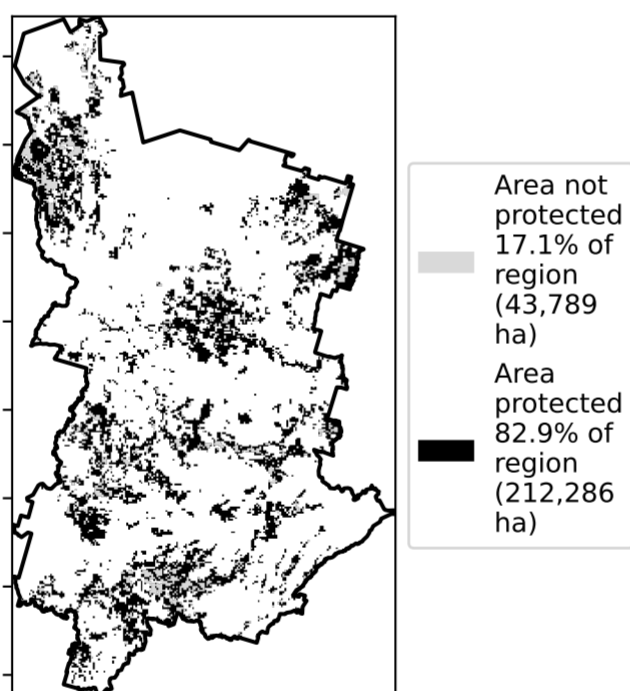 Area not
protected
17.1% of
region
(43,789
ha)
Area
protected
82.9% of
region
(212,286
ha)